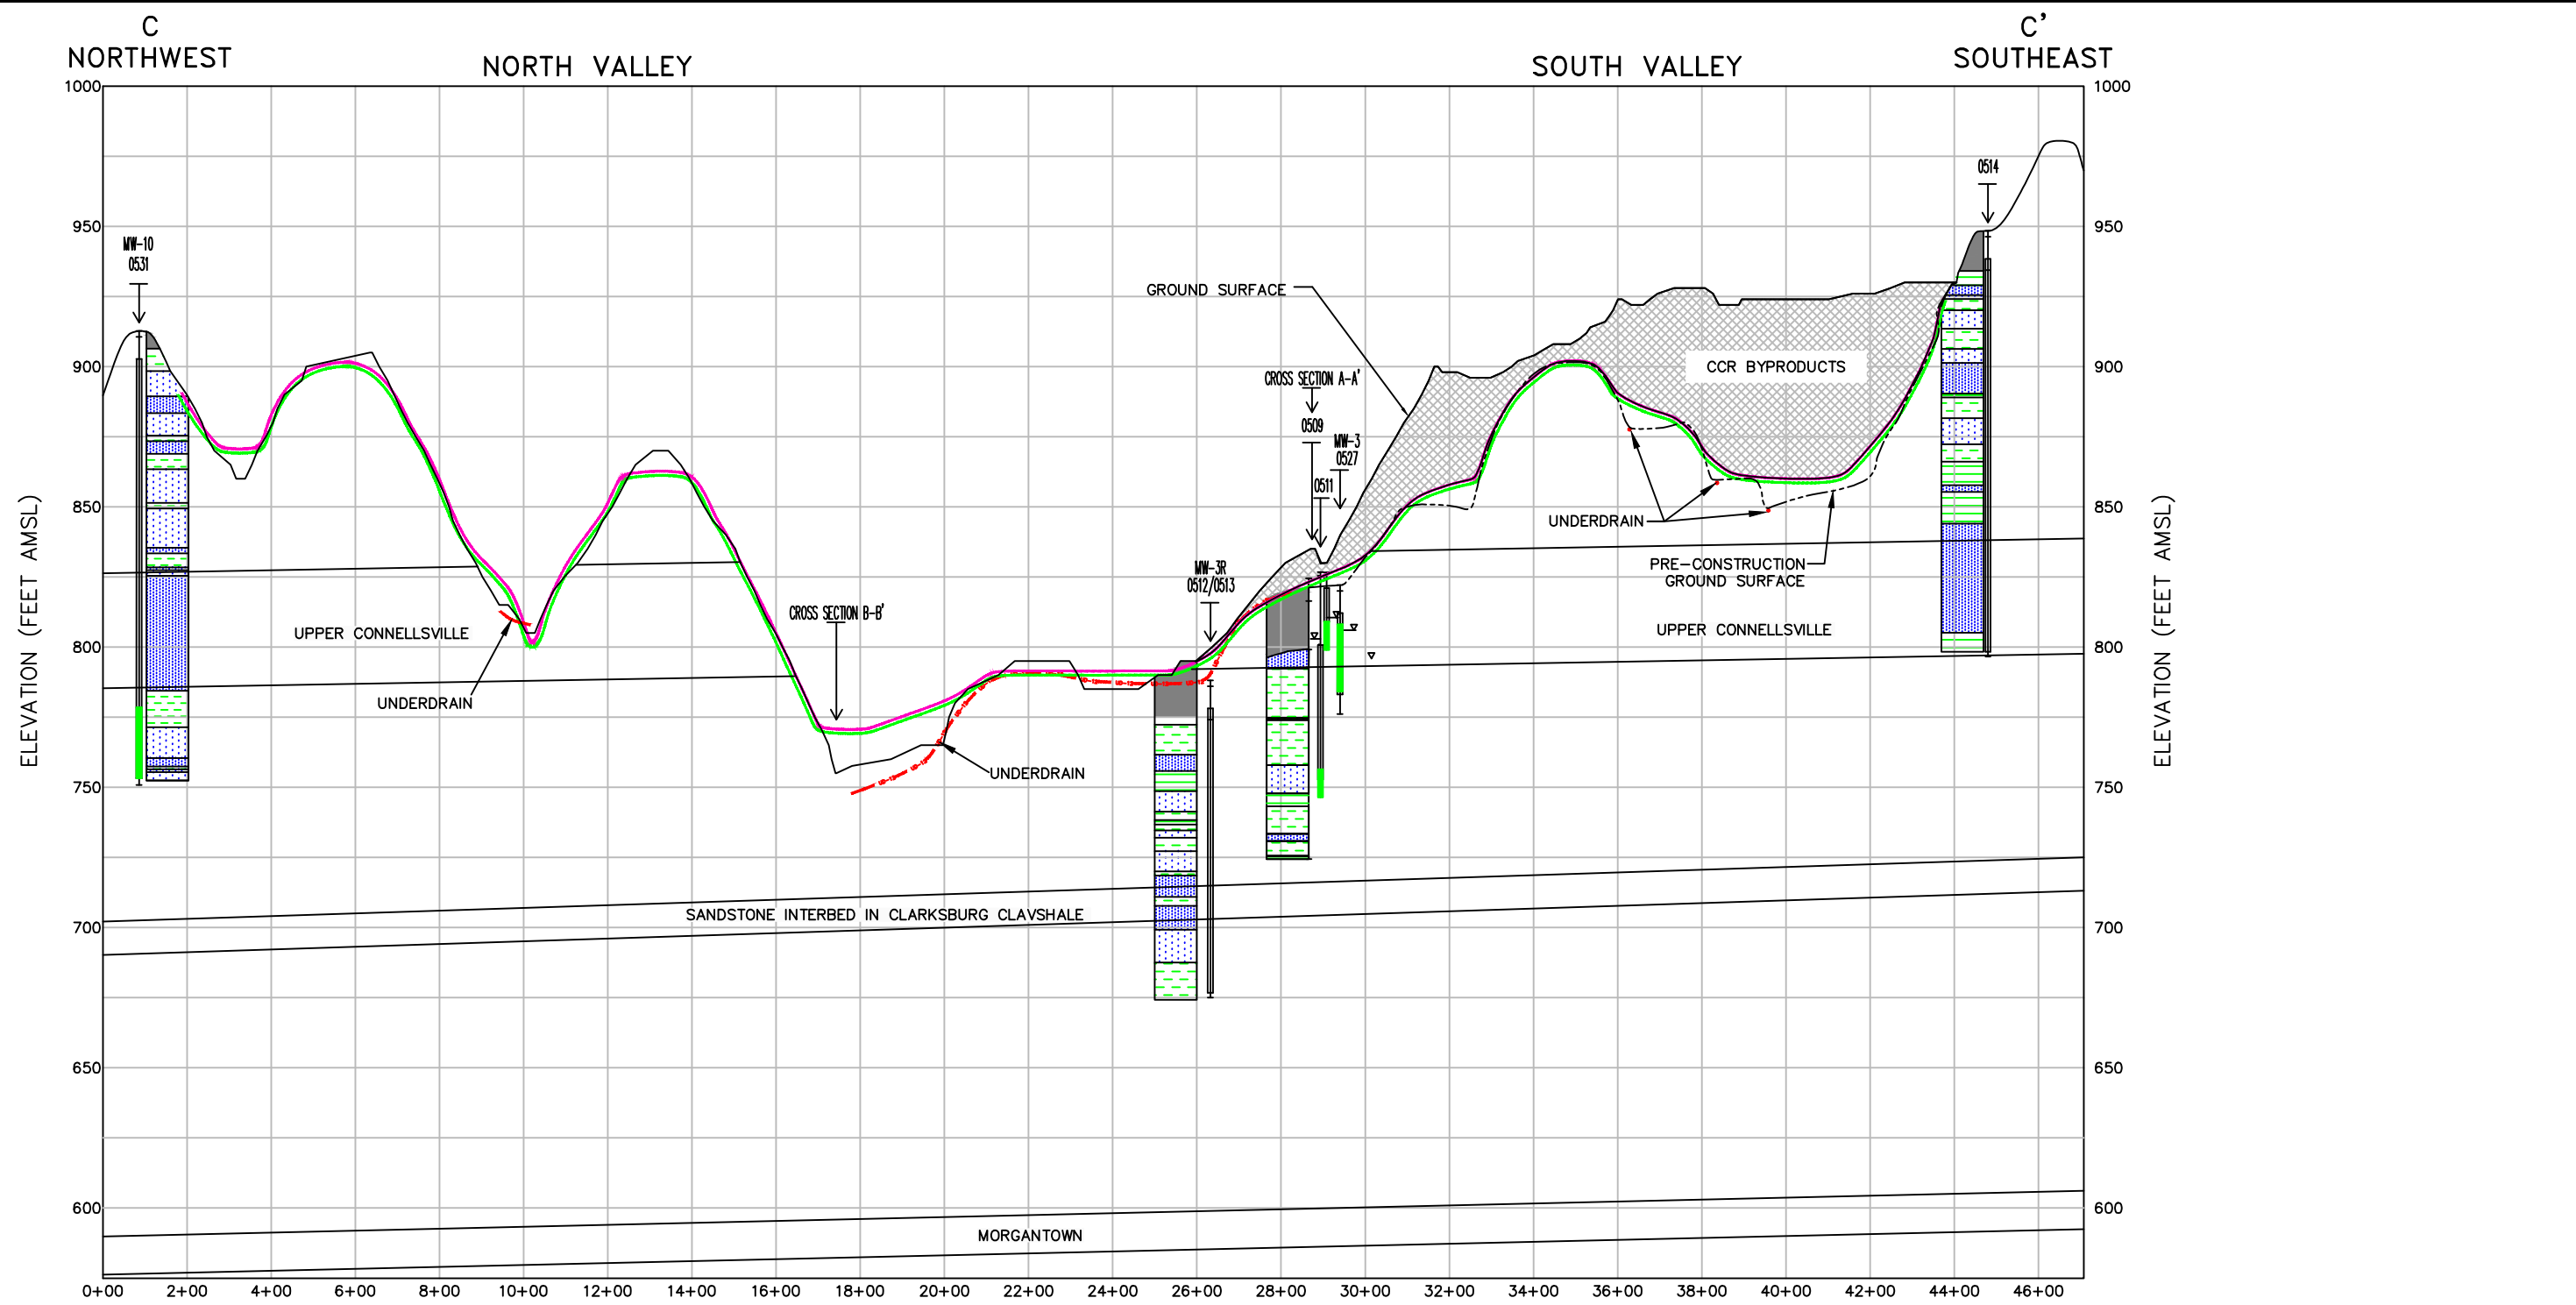 C
NORTHWEST
NORTH VALLEY
SOUTH VALLEY
C'
SOUTHEAST
1000
950
900
850
800
750
700
650
600
ELEVATION (FEET AMSL)
MW-10
0531
UPPER CONNELLSVILLE
UNDERDRAIN
CROSS SECTION B-B'
UNDERDRAIN
MW-3R
0512/0513
GROUND SURFACE
CROSS SECTION A-A'
0509
MW-3
0527
0511
CCR BYPRODUCTS
UNDERDRAIN
PRE-CONSTRUCTION
GROUND SURFACE
UPPER CONNELLSVILLE
0514
SANDSTONE INTERBED IN CLARKSBURG CLAVSHALE
MORGANTOWN
1000
950
900
850
800
750
700
650
600
ELEVATION (FEET AMSL)
0+00 2+00 4+00 6+00 8+00 10+00 12+00 14+00 16+00 18+00 20+00 22+00 24+00 26+00 28+00 30+00 32+00 34+00 36+00 38+00 40+00 42+00 44+00 46+00